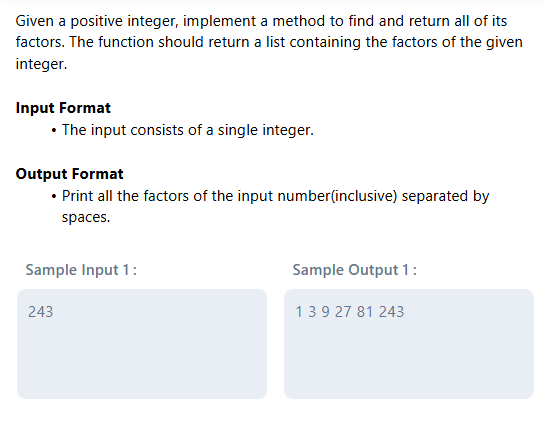 Given a positive integer, implement a method to find and return all of its
factors. The function should return a list containing the factors of the given
integer.
Input Format
• The input consists of a single integer.
Output Format
• Print all the factors of the input number(inclusive) separated by
spaces.
Sample Input 1:
243
Sample Output 1:
1 3 9 27 81 243